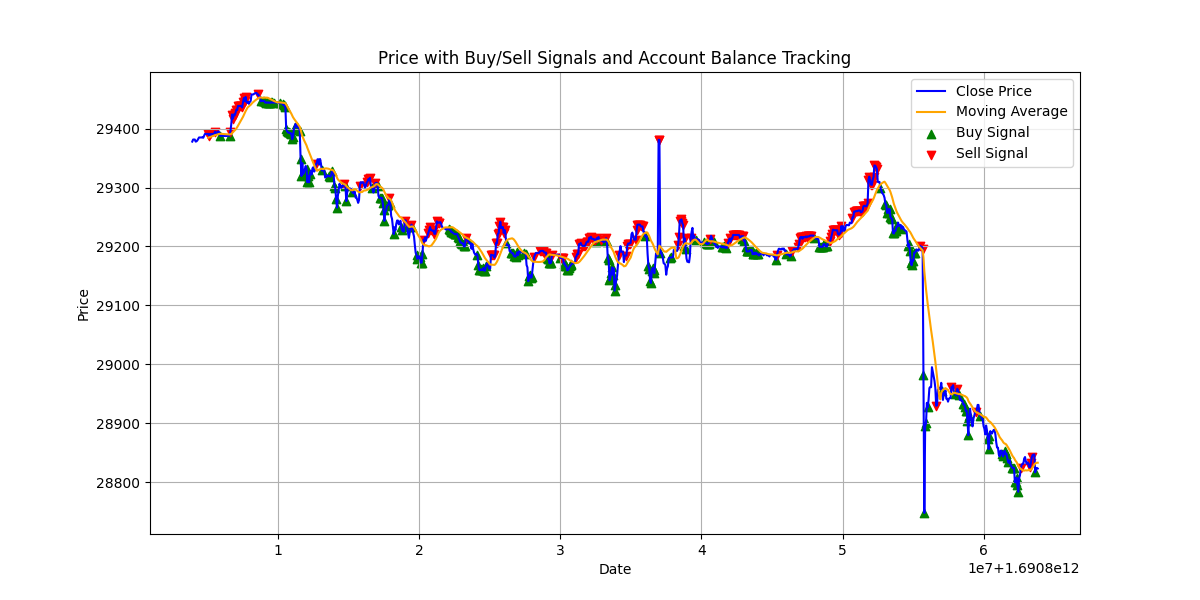 Price with Buy/Sell Signals and Account Balance Tracking
Close Price
Moving Average
Buy Signal
Sell Signal
29400
29300
29200
29100
29000
28900
28800
Price
1 2 3 4 5 6
Date
1e7+1.6908e12